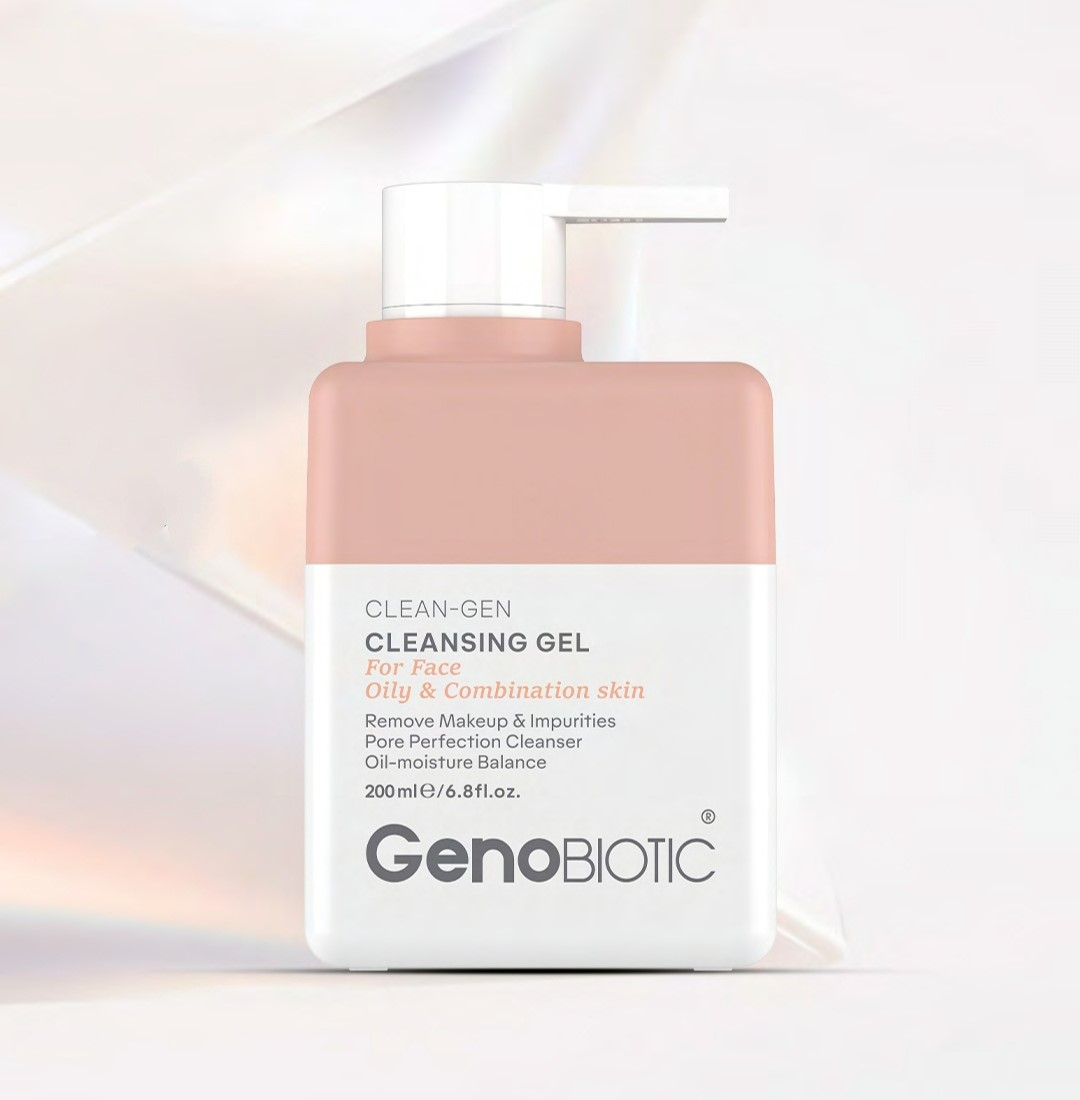 CLEAN-GEN
CLEANSING GEL
For Face
Oily & Combination skin
Remove Makeup & Impurities
Pore Perfection Cleanser
Oil-moisture Balance
200ml℮/6.8fl.oz.
GenoBIOTIC®